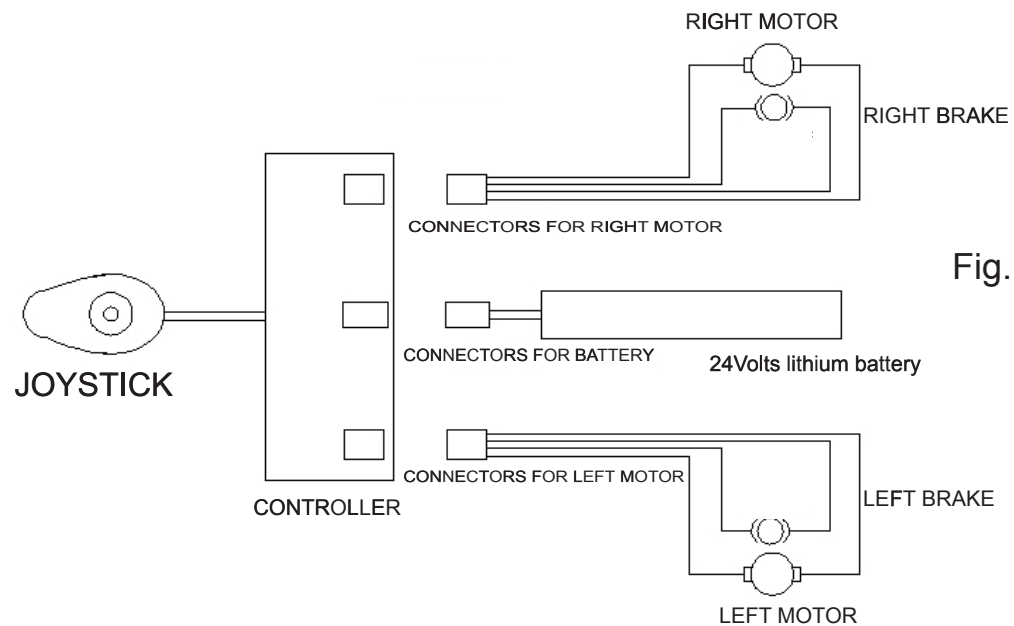 RIGHT MOTOR
RIGHT BRAKE
CONNECTORS FOR RIGHT MOTOR
Fig.
CONNECTORS FOR BATTERY
24Volts lithium battery
JOYSTICK
CONNECTORS FOR LEFT MOTOR
CONTROLLER
LEFT BRAKE
LEFT MOTOR